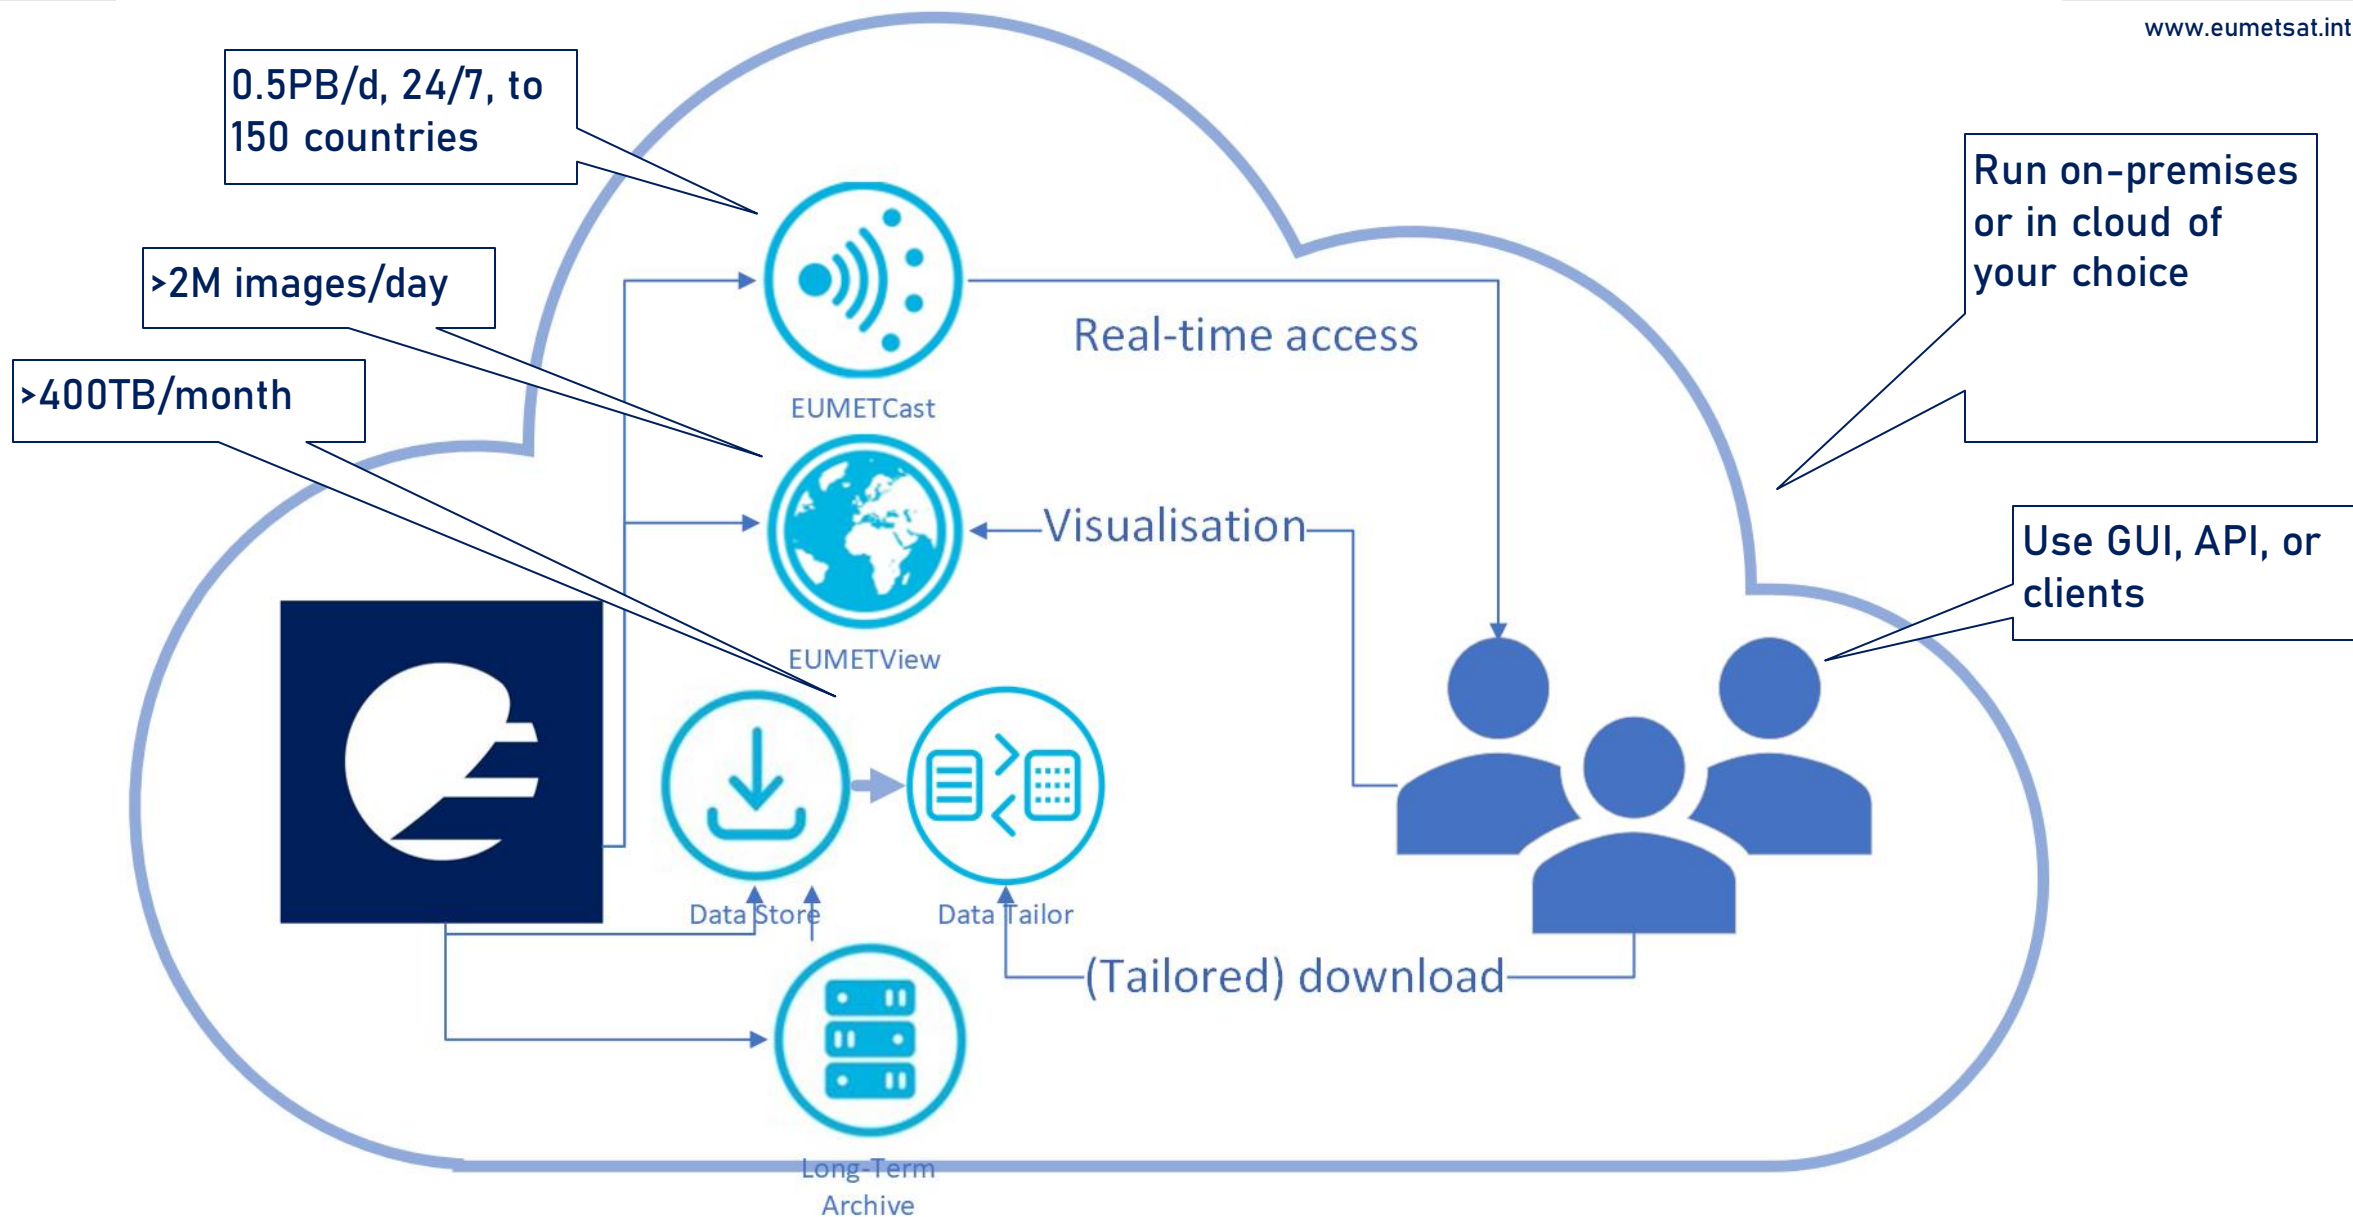 www.eumetsat.int
0.5PB/d, 24/7, to
150 countries
Run on-premises
or in cloud of
your choice
>2M images/day
Real-time access
>400TB/month
EUMETCast
Visualisation
Use GUI, API, or
clients
EUMETView
Data Store
Data Tailor
(Tailored) download
Long-Term
Archive